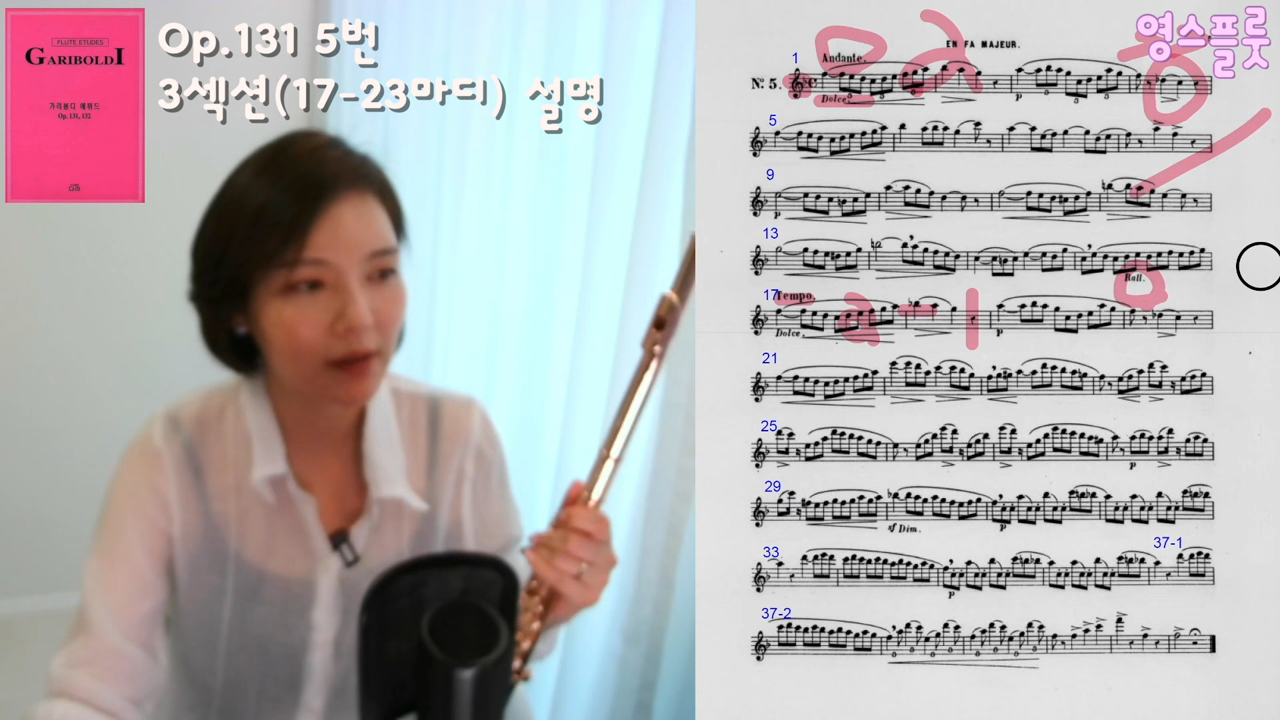 FLUTE ETUDES
GARIBOLDI
가리볼디 에튀드
Op. 131, 132
Op.131 5번
3섹션(17-23마디) 설명
영스플룻
EN FA MAJEUR.
1
Andante.
Nº 5.
Dolce.
p
5
9
p
13
Rall.
17
Tempo.
Dolce.
p
21
25
p
29
sf Dim.
p
33
37-1
p
37-2